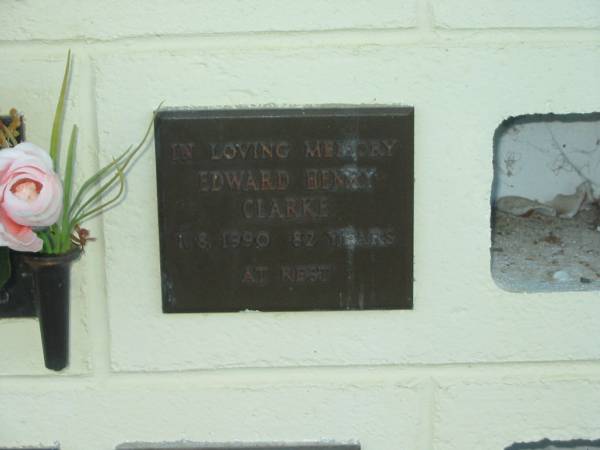 IN LOVING MEMORY
EDWARD HENRY
CLARKE
1.8.1990 82 YEARS
AT REST